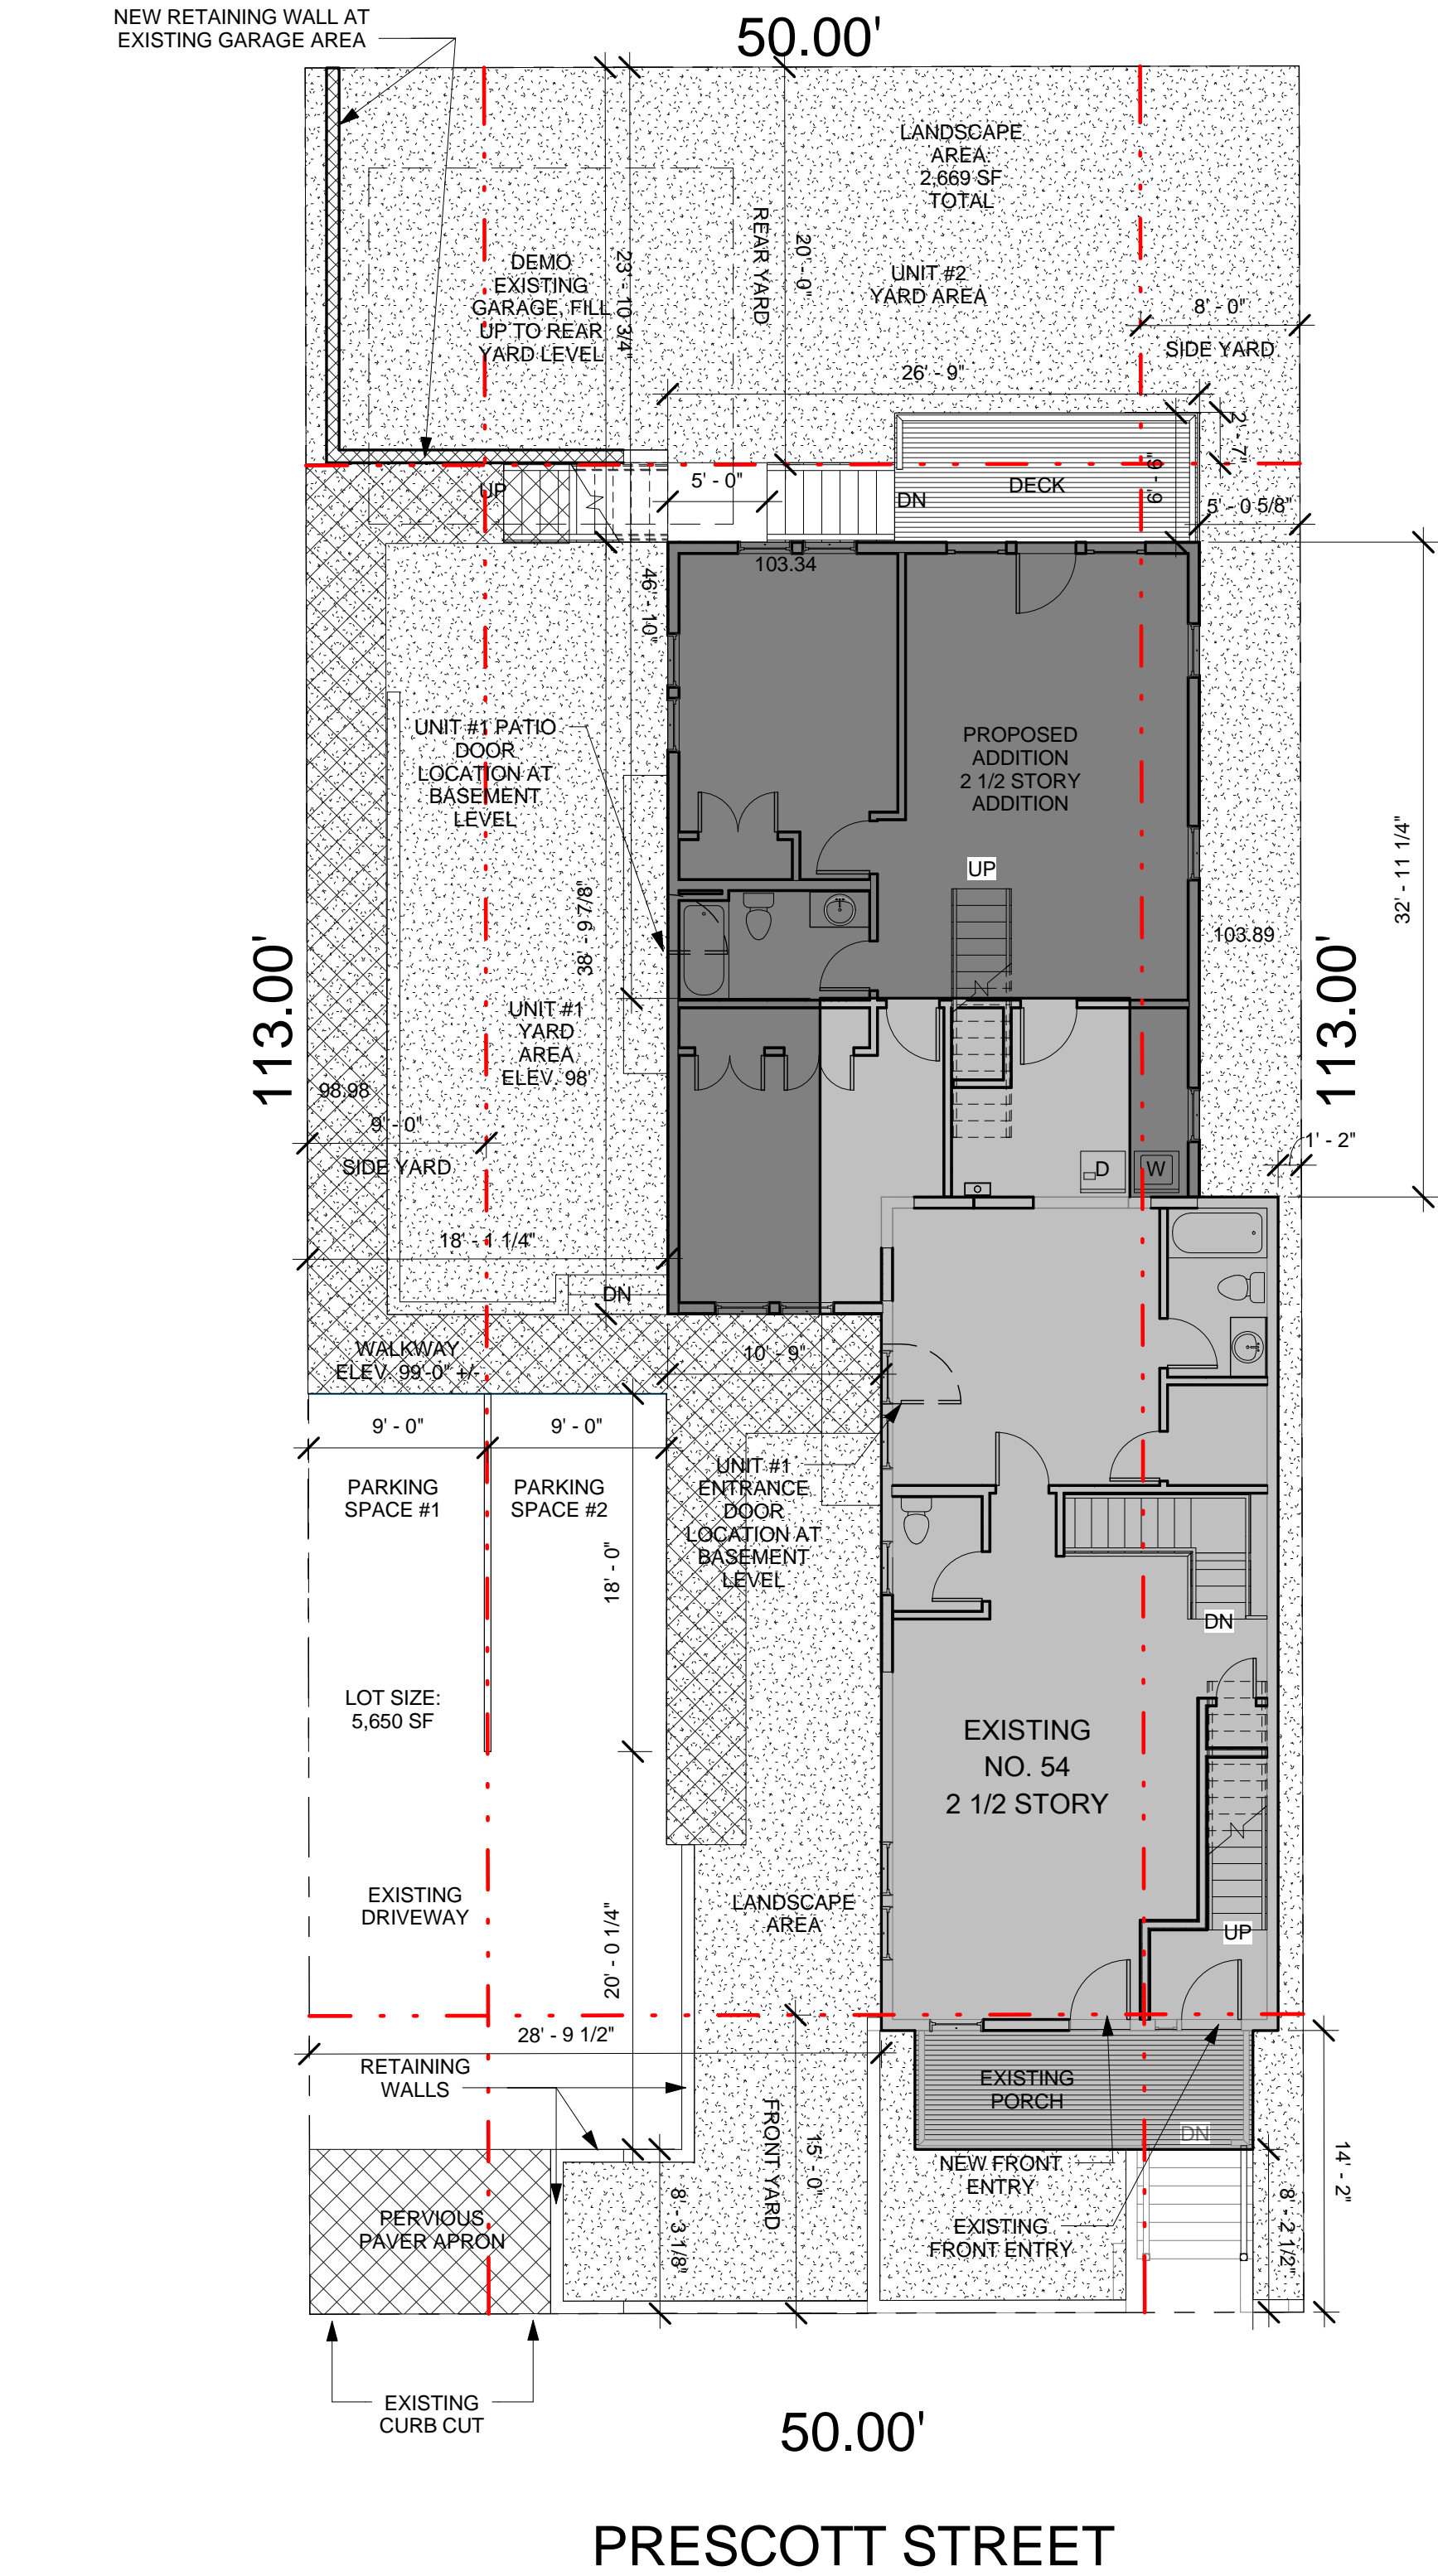 NEW RETAINING WALL AT
EXISTING GARAGE AREA
50.00'
LANDSCAPE
AREA:
2,669 SF
TOTAL
REAR YARD
20' - 0"
23' - 10 3/4"
DEMO
EXISTING
GARAGE, FILL
UP TO REAR
YARD LEVEL
UNIT #2
YARD AREA
8' - 0"
SIDE YARD
26' - 9"
2' - 7"
UP
5' - 0"
DN
DECK
6' - 6"
5' - 0 5/8"
103.34
46' - 10"
UNIT #1 PATIO
DOOR
LOCATION AT
BASEMENT
LEVEL
PROPOSED
ADDITION
2 1/2 STORY
ADDITION
32' - 11 1/4"
UP
38' - 9 7/8"
103.89
113.00'
113.00'
UNIT #1
YARD
AREA
ELEV. 98'
98.98
9' - 0"
SIDE YARD
1' - 2"
D
W
18' - 1 1/4"
DN
WALKWAY
ELEV. 99'-0" +/-
10' - 9"
9' - 0"
9' - 0"
PARKING
SPACE #1
PARKING
SPACE #2
UNIT #1
ENTRANCE
DOOR
LOCATION AT
BASEMENT
LEVEL
18' - 0"
DN
LOT SIZE:
5,650 SF
EXISTING
NO. 54
2 1/2 STORY
EXISTING
DRIVEWAY
LANDSCAPE
AREA
20' - 0 1/4"
UP
28' - 9 1/2"
RETAINING
WALLS
EXISTING
PORCH
DN
FRONT YARD
15' - 0"
NEW FRONT
ENTRY
14' - 2"
8' - 3 1/8"
8' - 2 1/2"
PERVIOUS
PAVER APRON
EXISTING
FRONT ENTRY
EXISTING
CURB CUT
50.00'
PRESCOTT STREET